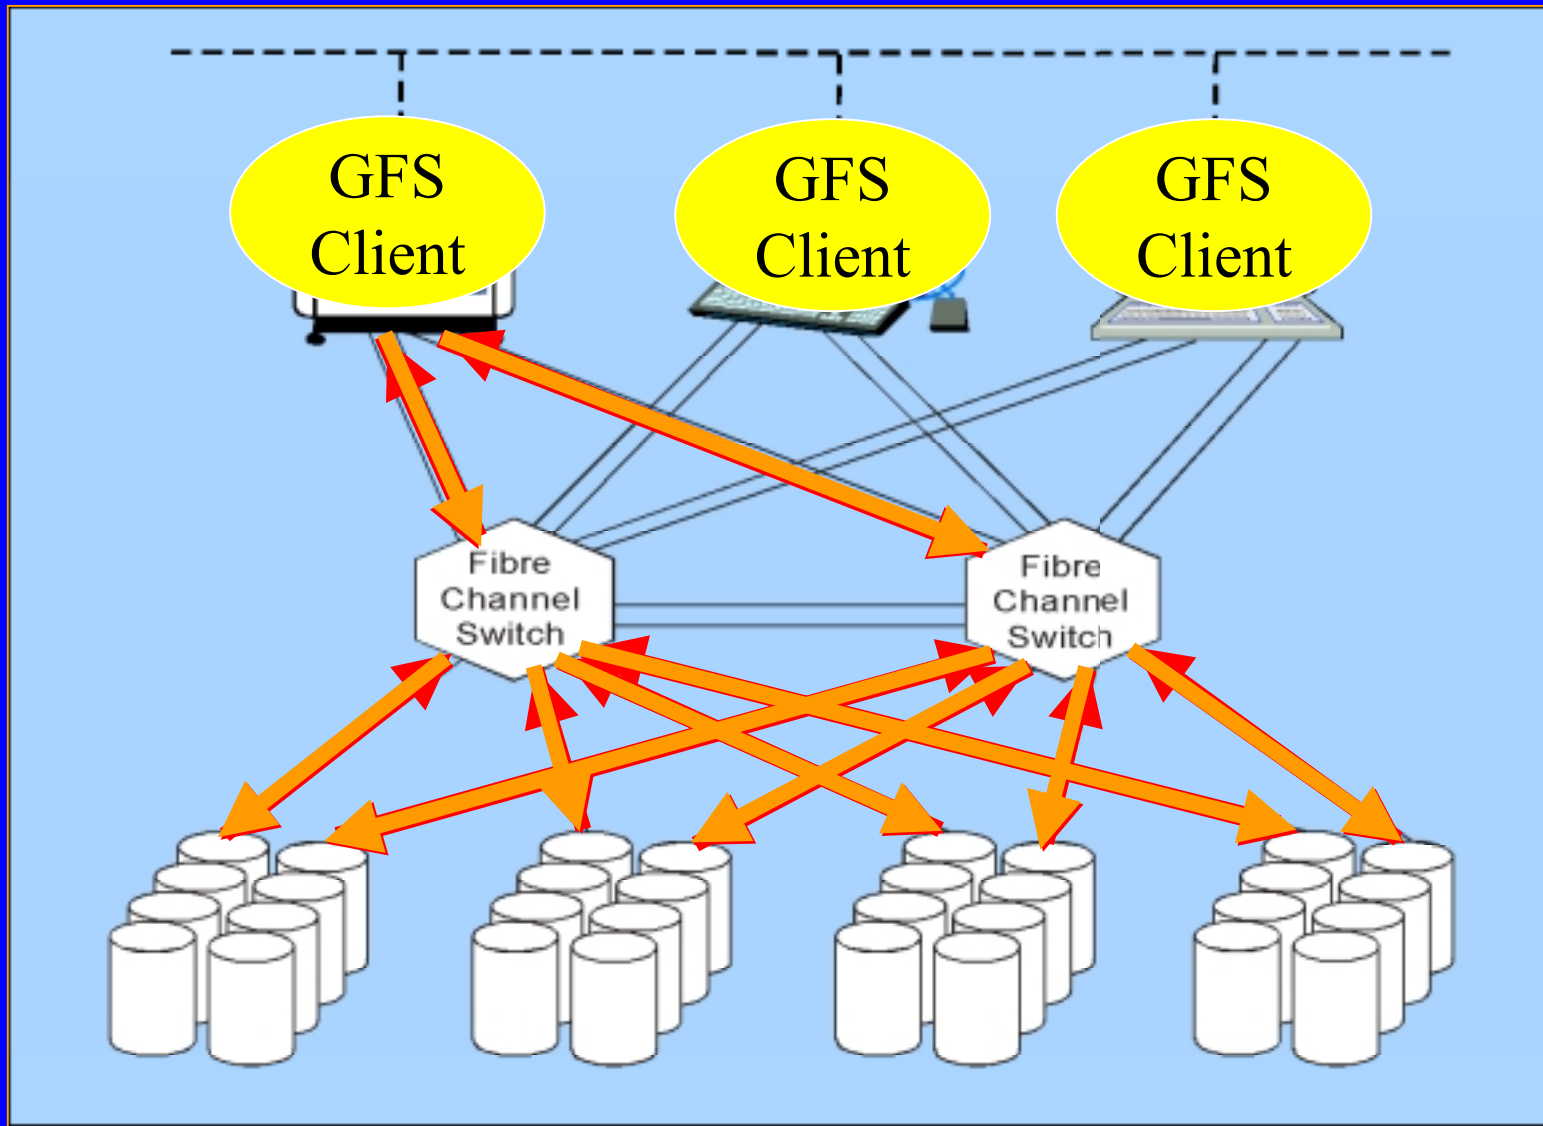 GFS
Client
GFS
Client
GFS
Client
Fibre
Channel
Switch
Fibre
Channel
Switch